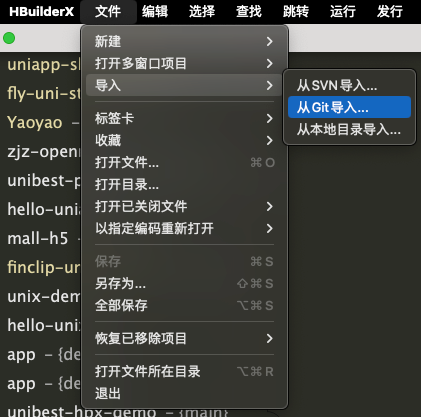 HBuilderX 文件 编辑 选择 查找 跳转 运行 发行
新建
uniapp-s
打开多窗口项目
fly-uni-st
导入
从SVN导入...
从Git导入...
从本地目录导入...
Yaoyao -
标签卡
zjz-openr
收藏
打开文件... ⌘O
unibest-p
打开目录...
hello-unia
打开已关闭文件
mall-h5 -
以指定编码重新打开
finclip-un
保存 ⌘S
unix-dem
另存为... ⇧⌘S
hello-uni
全部保存 ⌥⌘S
恢复已移除项目
app - {de
打开文件所在目录 ⌥⌘R
app - {de
退出
unibest-hbx-demo - {main}